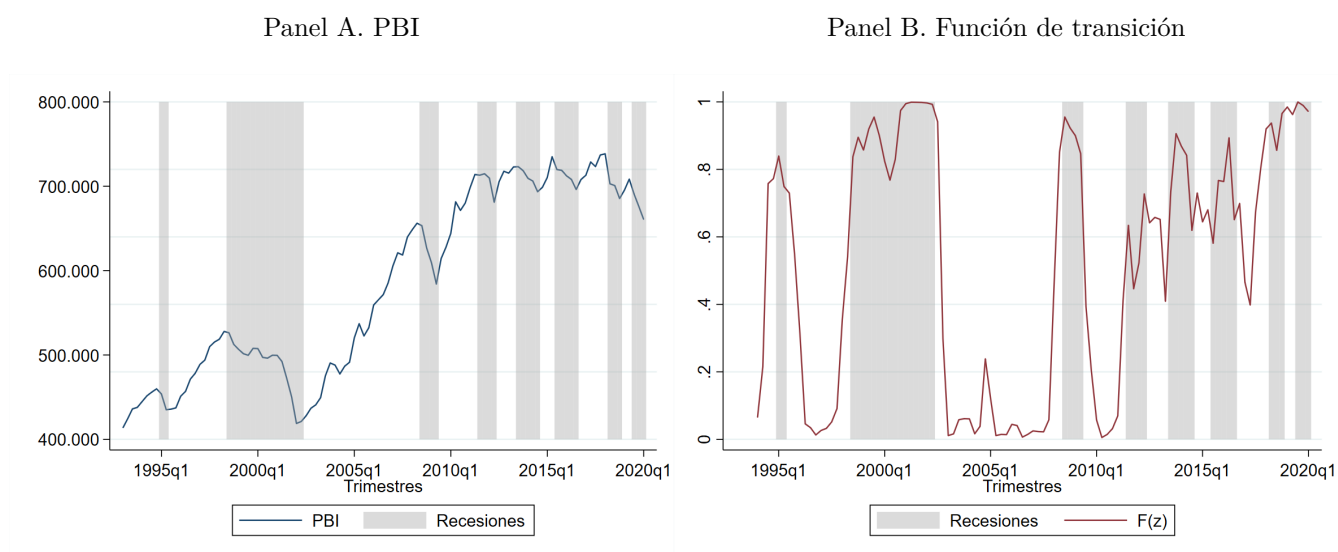 Panel A. PBI
800.000
700.000
600.000
500.000
400.000
1995q1 2000q1 2005q1 2010q1 2015q1 2020q1
Trimestres
PBI Recesiones
Panel B. Función de transición
1
.8
.6
.4
.2
0
1995q1 2000q1 2005q1 2010q1 2015q1 2020q1
Trimestres
Recesiones F(z)